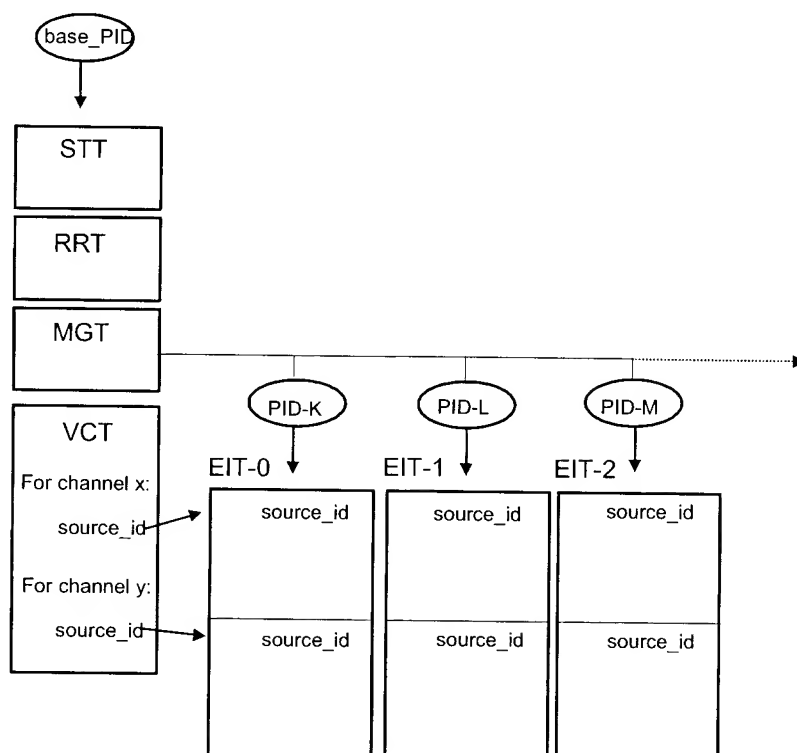 base_PID
STT
RRT
MGT
PID-K
PID-L
PID-M
VCT
EIT-0
EIT-1
EIT-2
For channel x:
source_id
source_id
source_id
source_id
For channel y:
source_id
source_id
source_id
source_id